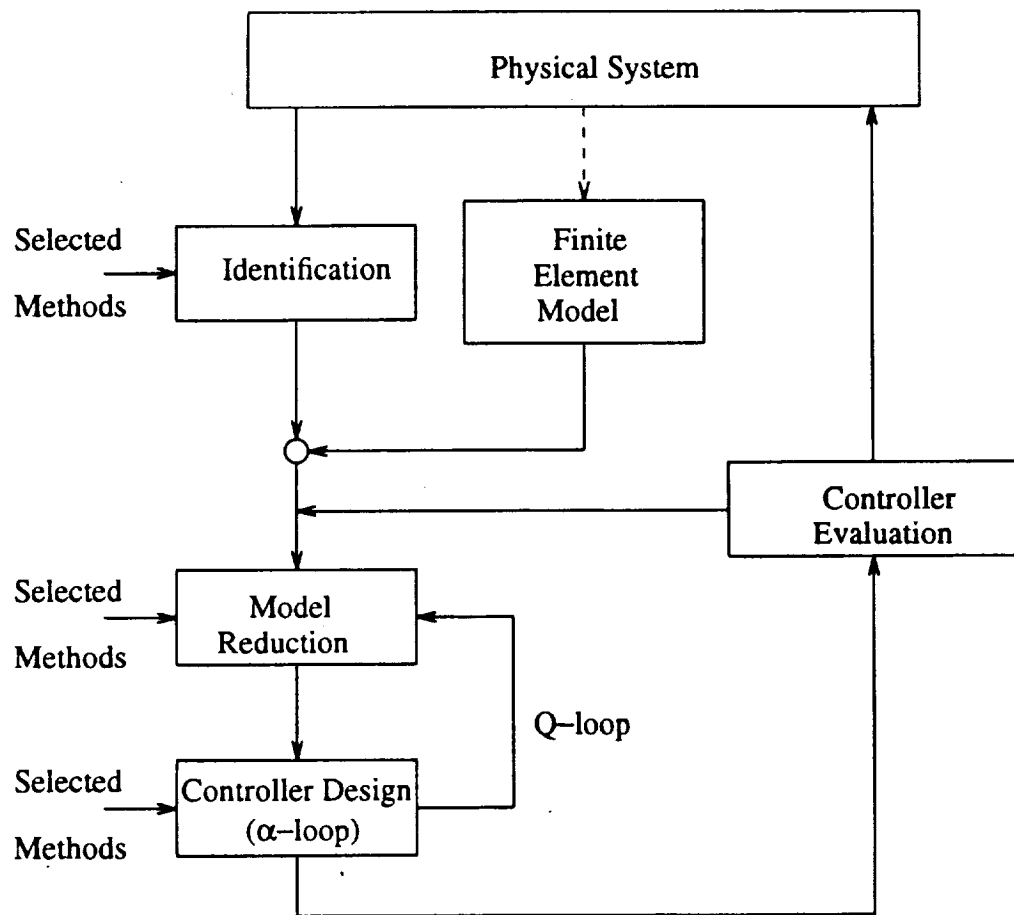 Physical System
Selected
Methods
Identification
Finite
Element
Model
Controller
Evaluation
Selected
Methods
Model
Reduction
Q–loop
Selected
Methods
Controller Design
(α–loop)